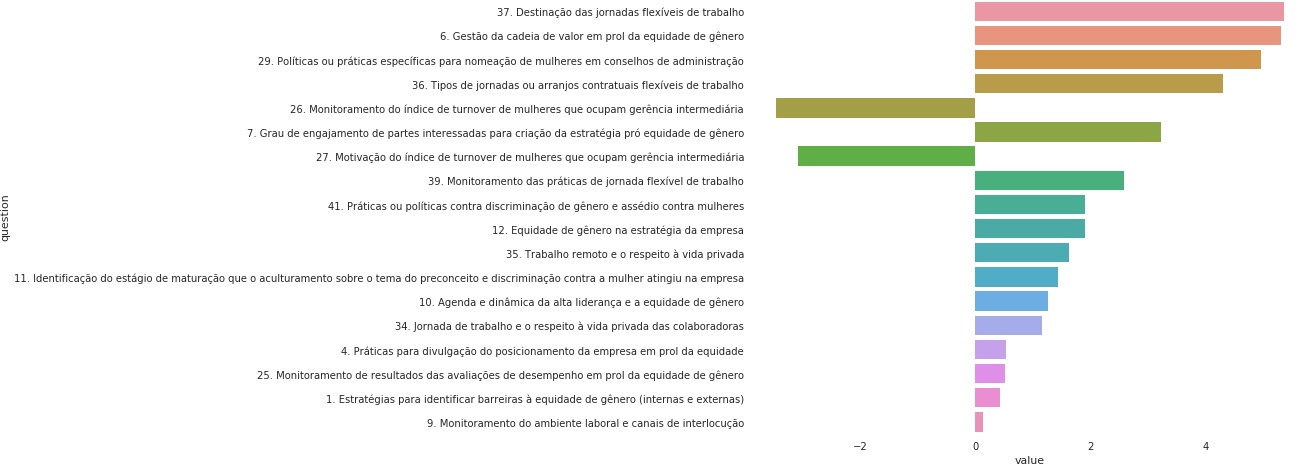 37. Destinação das jornadas flexíveis de trabalho
6. Gestão da cadeia de valor em prol da equidade de gênero
29. Políticas ou práticas específicas para nomeação de mulheres em conselhos de administração
36. Tipos de jornadas ou arranjos contratuais flexíveis de trabalho
26. Monitoramento do índice de turnover de mulheres que ocupam gerência intermediária
7. Grau de engajamento de partes interessadas para criação da estratégia pró equidade de gênero
27. Motivação do índice de turnover de mulheres que ocupam gerência intermediária
39. Monitoramento das práticas de jornada flexível de trabalho
41. Práticas ou políticas contra discriminação de gênero e assédio contra mulheres
12. Equidade de gênero na estratégia da empresa
35. Trabalho remoto e o respeito à vida privada
11. Identificação do estágio de maturação que o aculturamento sobre o tema do preconceito e discriminação contra a mulher atingiu na empresa
10. Agenda e dinâmica da alta liderança e a equidade de gênero
34. Jornada de trabalho e o respeito à vida privada das colaboradoras
4. Práticas para divulgação do posicionamento da empresa em prol da equidade
25. Monitoramento de resultados das avaliações de desempenho em prol da equidade de gênero
1. Estratégias para identificar barreiras à equidade de gênero (internas e externas)
9. Monitoramento do ambiente laboral e canais de interlocução
question
−2 0 2 4
value